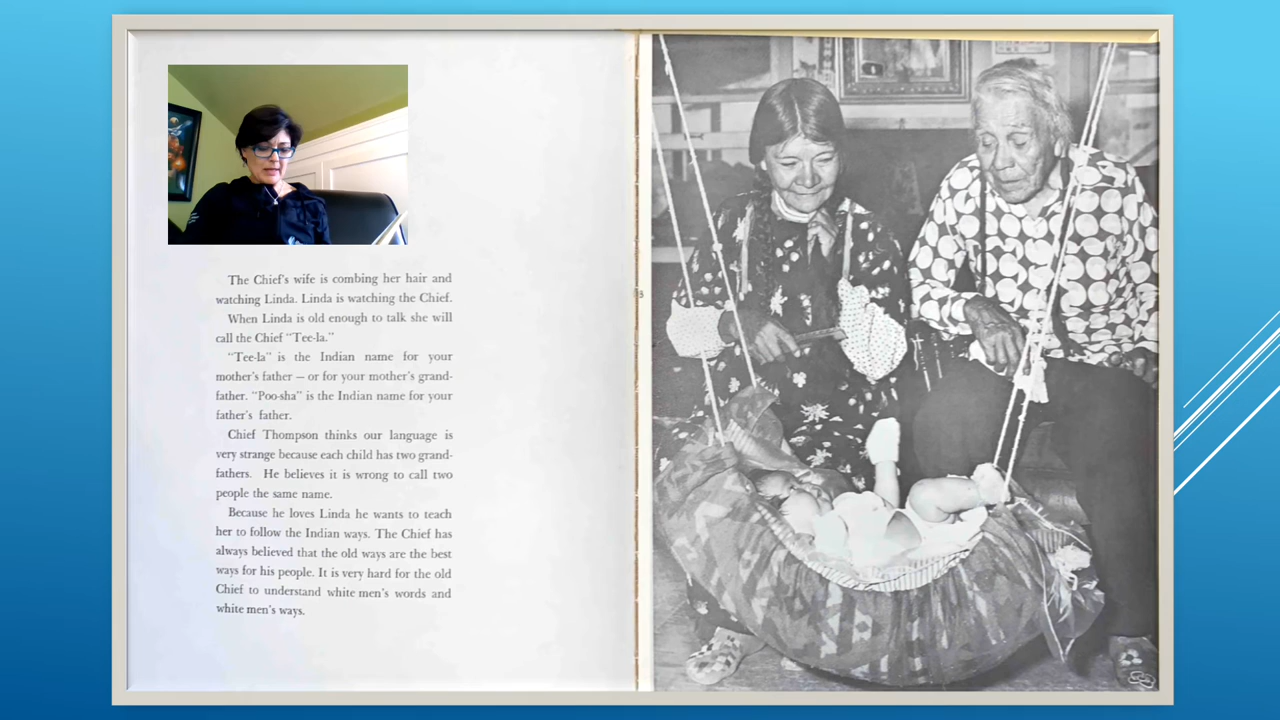 The Chief's wife is combing her hair and
watching Linda. Linda is watching the Chief.
When Linda is old enough to talk she will
call the Chief "Tee-la."
"Tee-la" is the Indian name for your
mother's father — or for your mother's grand-
father. "Poo-sha" is the Indian name for your
father's father.
Chief Thompson thinks our language is
very strange because each child has two grand-
fathers. He believes it is wrong to call two
people the same name.
Because he loves Linda he wants to teach
her to follow the Indian ways. The Chief has
always believed that the old ways are the best
ways for his people. It is very hard for the old
Chief to understand white men's words and
white men's ways.